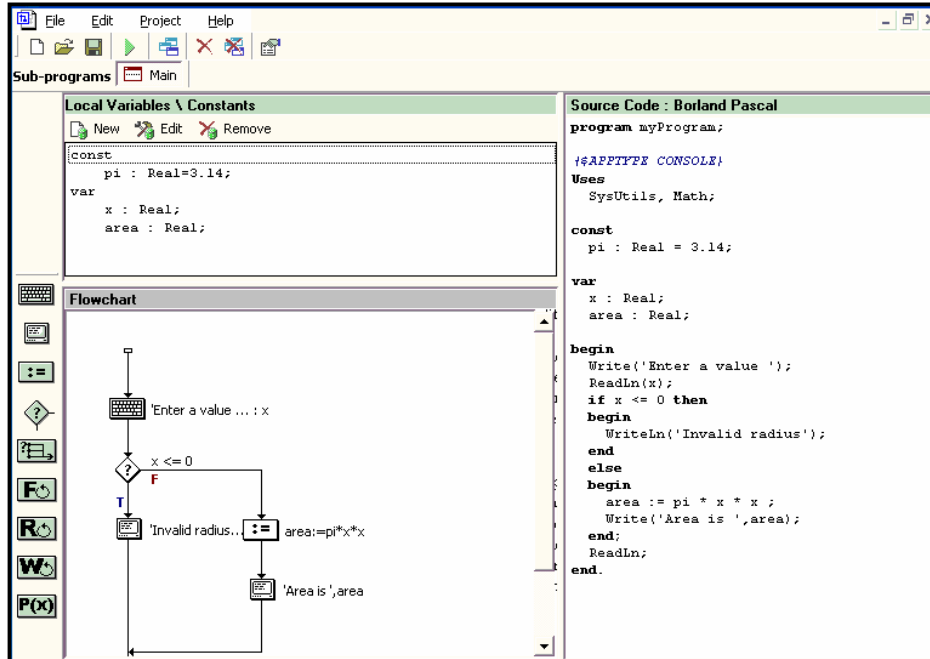 File Edit Project Help
Sub-programs Main
Local Variables \ Constants
New Edit Remove
const
pi : Real=3.14;
var
x : Real;
area : Real;
Flowchart
'Enter a value ... : x
?
x <= 0
F
T
'Invalid radius...
:=
area:=pi*x*x
'Area is ',area
:=
?
?
F
R
W
P(x)
Source Code : Borland Pascal
program myProgram;
{$APPTYPE CONSOLE}
Uses
SysUtils, Math;
const
pi : Real = 3.14;
var
x : Real;
area : Real;
begin
Write('Enter a value ');
ReadLn(x);
if x <= 0 then
begin
WriteLn('Invalid radius');
end
else
begin
area := pi * x * x ;
Write('Area is ',area);
end;
ReadLn;
end.